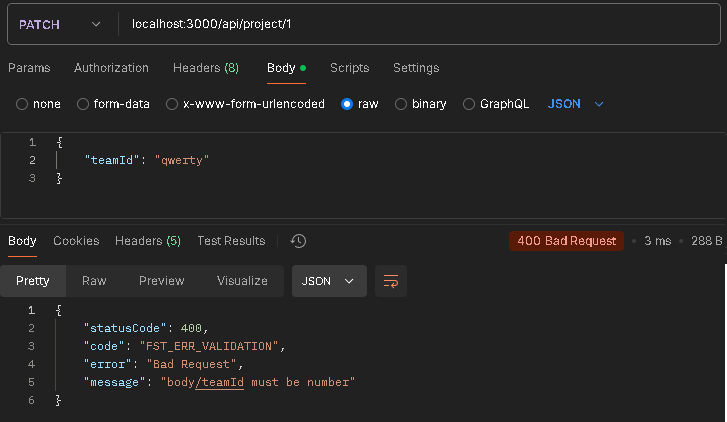 PATCH localhost:3000/api/project/1
Params Authorization Headers (8) Body Scripts Settings
none form-data x-www-form-urlencoded raw binary GraphQL JSON
1 {
2 "teamId": "qwerty"
3 }
Body Cookies Headers (5) Test Results 400 Bad Request • 3 ms • 288 B
Pretty Raw Preview Visualize JSON
1 {
2 "statusCode": 400,
3 "code": "FST_ERR_VALIDATION",
4 "error": "Bad Request",
5 "message": "body/teamId must be number"
6 }